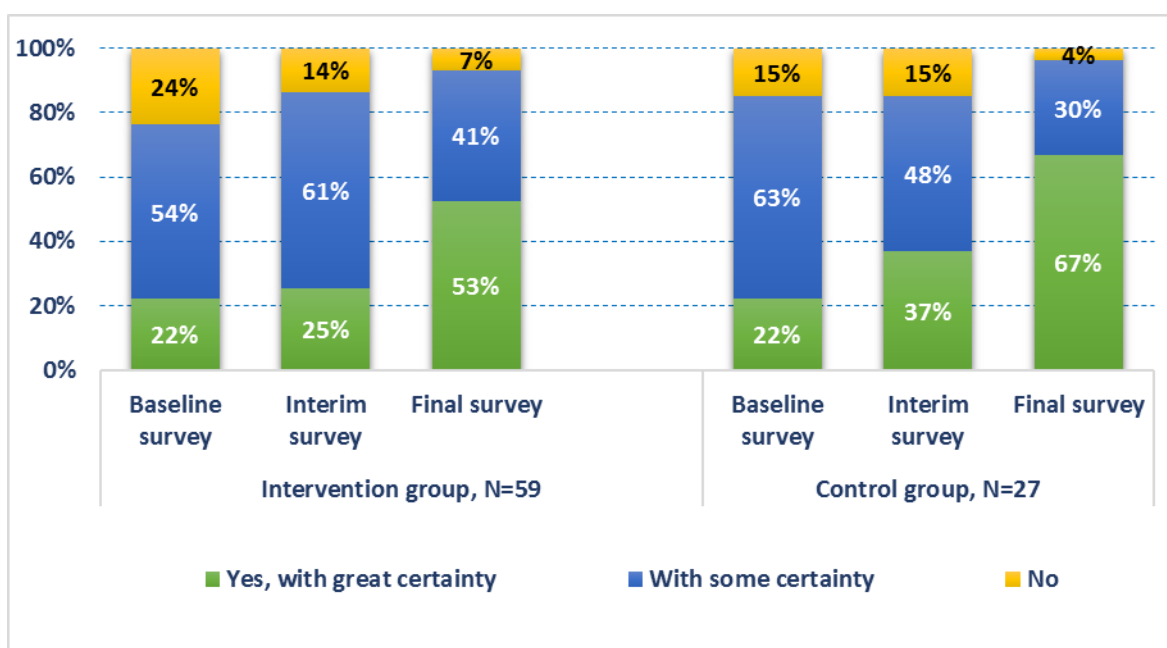 100%
80%
60%
40%
20%
0%
24%
14%
7%
15%
15%
4%
54%
61%
41%
63%
48%
30%
22%
25%
53%
22%
37%
67%
Baseline survey
Interim survey
Final survey
Baseline survey
Interim survey
Final survey
Intervention group, N=59
Control group, N=27
Yes, with great certainty
With some certainty
No